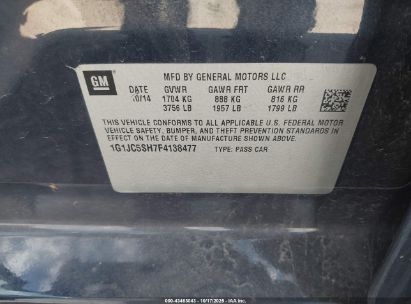 GM
MFD BY GENERAL MOTORS LLC
DATE GVWR GAWR FRT GAWR RR
10/14 1704 KG 888 KG 816 KG
3756 LB 1957 LB 1799 LB
THIS VEHICLE CONFORMS TO ALL APPLICABLE U.S. FEDERAL MOTOR
VEHICLE SAFETY, BUMPER, AND THEFT PREVENTION STANDARDS
IN EFFECT ON THE DATE OF MANUFACTURE SHOWN ABOVE.
1G1JC5SH7F4138477 TYPE: PASS CAR